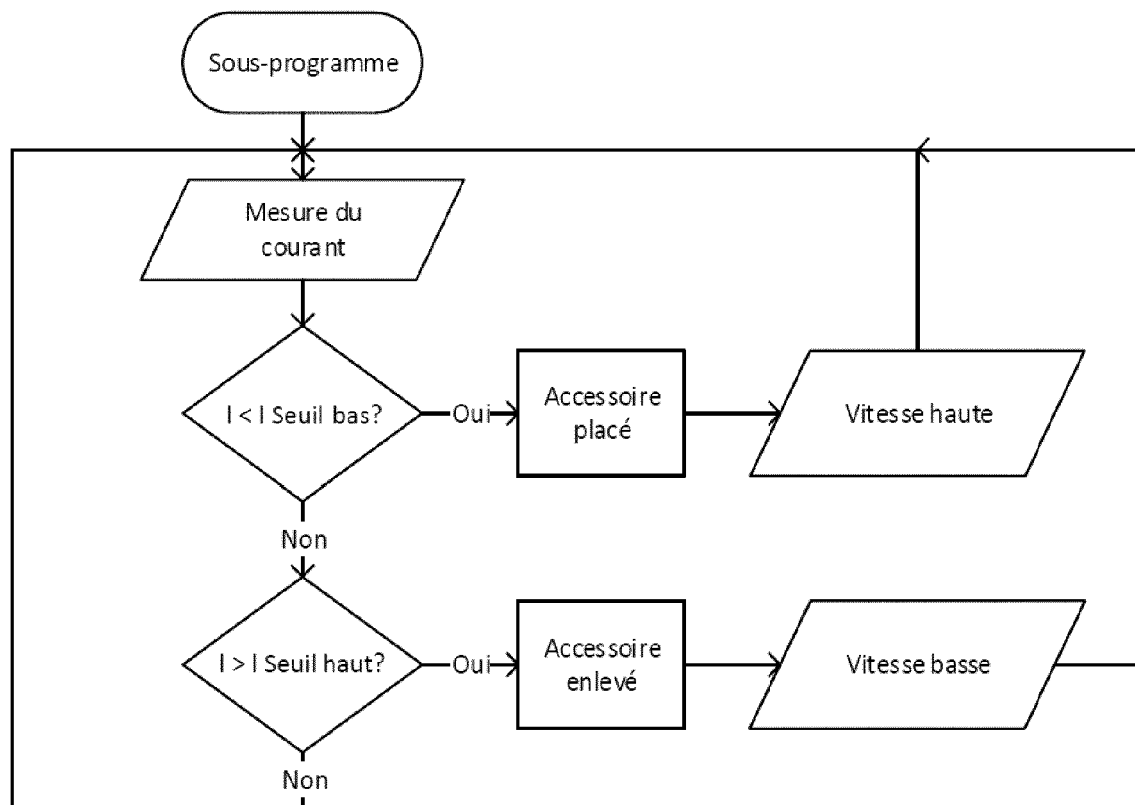 Sous-programme
Mesure du
courant
I < I Seuil bas?
Oui
Accessoire
placé
Vitesse haute
Non
I > I Seuil haut?
Oui
Accessoire
enlevé
Vitesse basse
Non